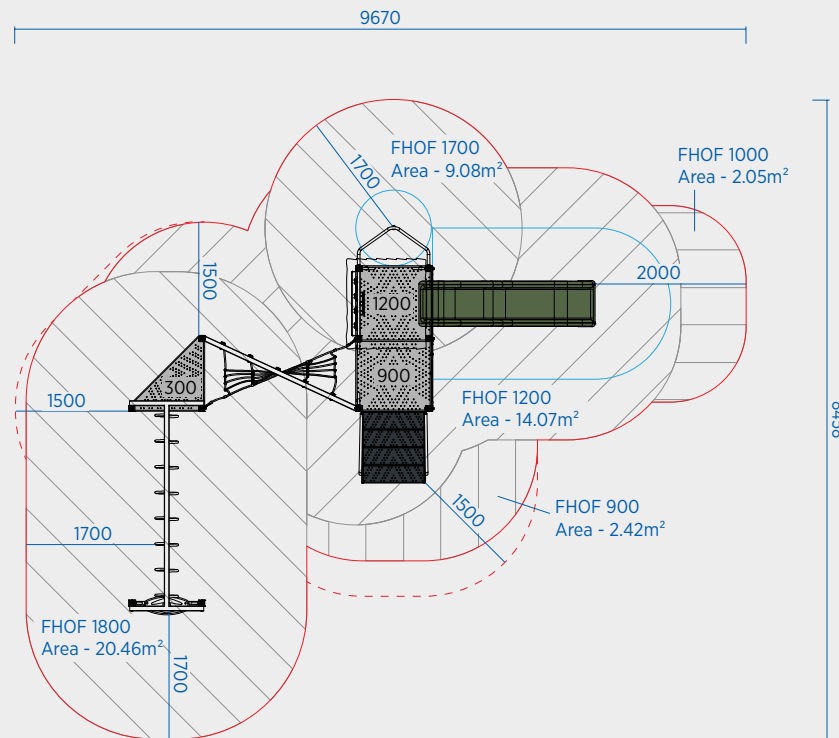 9670
FHOF 1700
Area - 9.08m²
FHOF 1000
Area - 2.05m²
1700
1500
2000
1200
300
900
1500
FHOF 1200
Area - 14.07m²
1500
FHOF 900
Area - 2.42m²
1700
FHOF 1800
Area - 20.46m²
1700